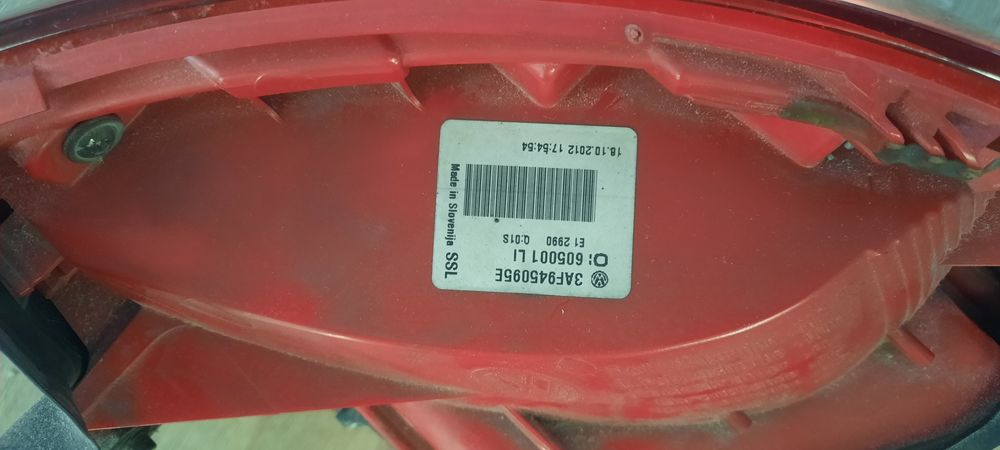 3AF945095E
Q: 605001 LI
E1 2990 Q:01S
18.10.2012 17:54:54
Made in Slovenija SSL